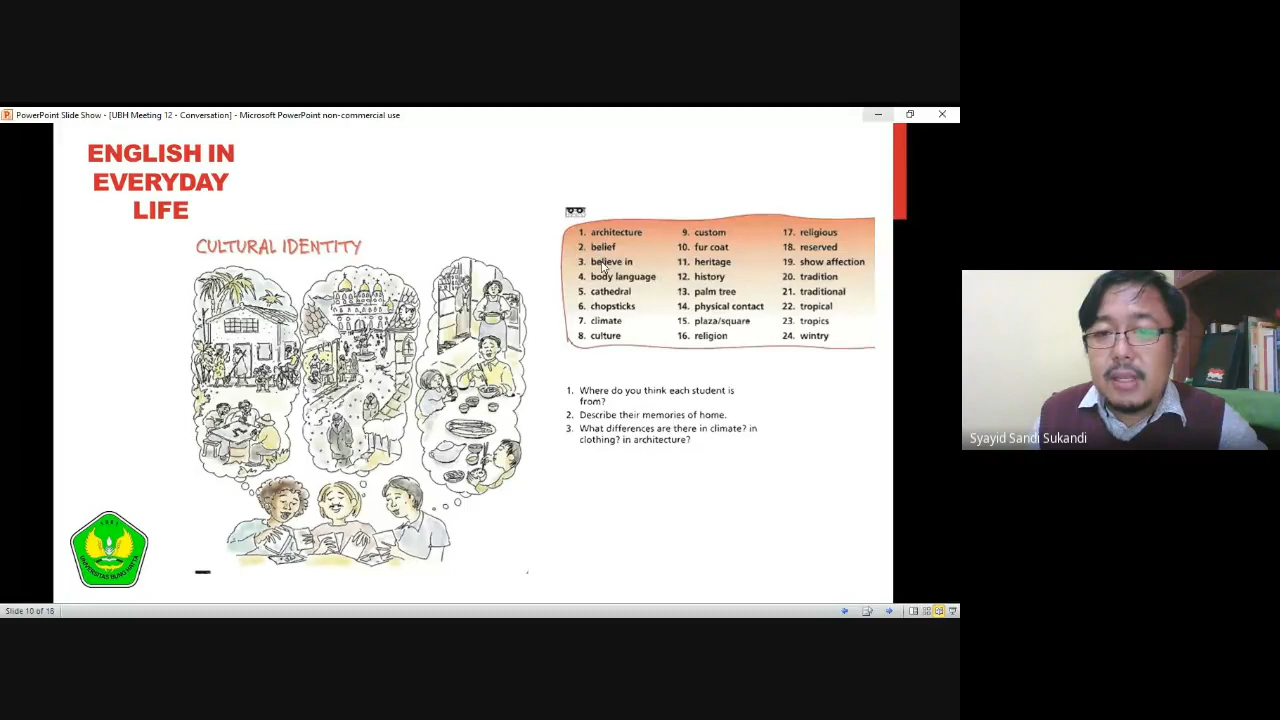 PowerPoint Slide Show - [UBH Meeting 12 - Conversation] - Microsoft PowerPoint non-commercial use
ENGLISH IN
EVERYDAY
LIFE
CULTURAL IDENTITY
1. architecture
2. belief
3. believe in
4. body language
5. cathedral
6. chopsticks
7. climate
8. culture
9. custom
10. fur coat
11. heritage
12. history
13. palm tree
14. physical contact
15. plaza/square
16. religion
17. religious
18. reserved
19. show affection
20. tradition
21. traditional
22. tropical
23. tropics
24. wintry
1. Where do you think each student is
from?
2. Describe their memories of home.
3. What differences are there in climate? in
clothing? in architecture?
1981
UNIVERSITAS BUNG HATTA
Syayid Sandi Sukandi
Slide 10 of 18